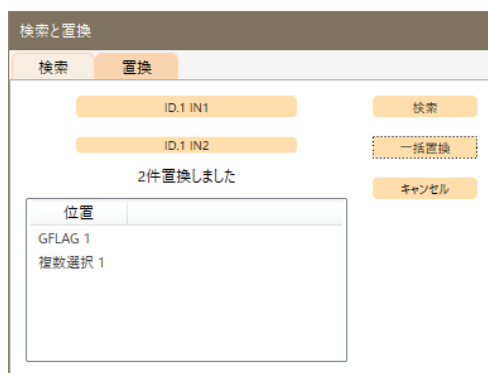 検索と置換
検索 置換
ID.1 IN1 検索
ID.1 IN2 一括置換
2件置換しました
キャンセル
位置
GFLAG 1
複数選択 1